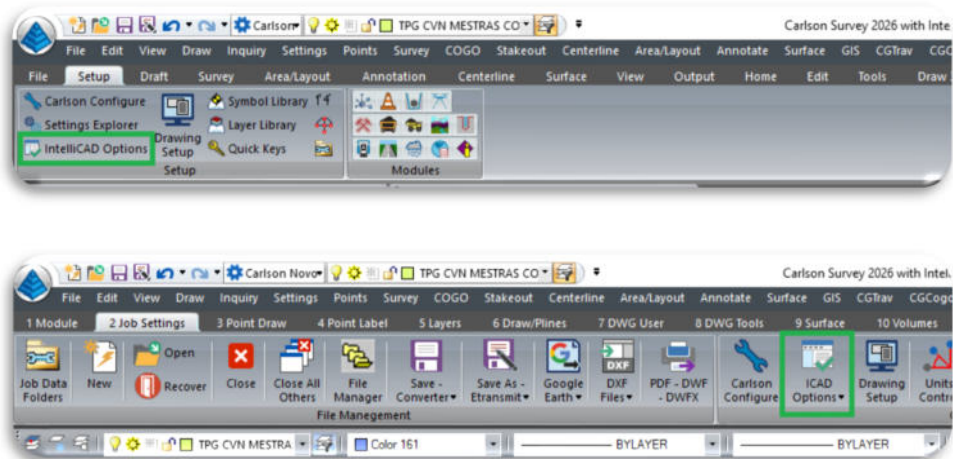 Carlson TPG CVN MESTRAS CO Carlson Survey 2026 with Inte
File Edit View Draw Inquiry Settings Points Survey COGO Stakeout Centerline Area/Layout Annotate Surface GIS CGTrav CGC
File Setup Draft Survey Area/Layout Annotation Centerline Surface View Output Home Edit Tools Draw
Carlson Configure Symbol Library
Settings Explorer Layer Library
IntelliCAD Options Drawing Setup Quick Keys
Setup Modules
Carlson Novo TPG CVN MESTRAS CO Carlson Survey 2026 with Intel
File Edit View Draw Inquiry Settings Points Survey COGO Stakeout Centerline Area/Layout Annotate Surface GIS CGTrav CGCogo
1 Module 2 Job Settings 3 Point Draw 4 Point Label 5 Layers 6 Draw/Plines 7 DWG User 8 DWG Tools 9 Surface 10 Volumes
Open
Recover
DXF
Job Data New Close Close All File Save - Save As - Google DXF PDF - DWF Carlson ICAD Drawing Units
Folders Others Manager Converter Etransmit Earth Files - DWFX Configure Options Setup Contr
File Managment
TPG CVN MESTRA Color 161 BYLAYER BYLAYER